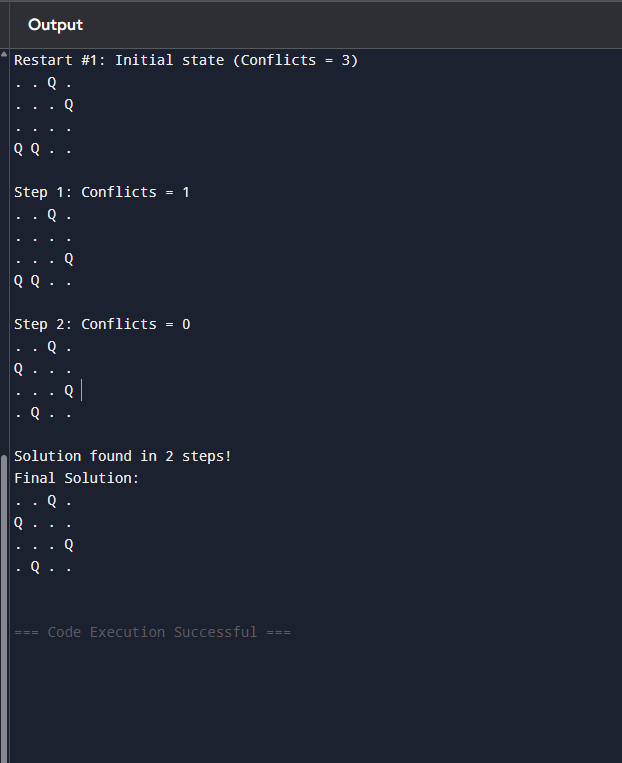 Output
Restart #1: Initial state (Conflicts = 3)
. . Q .
. . . Q
. . . .
Q Q . .
Step 1: Conflicts = 1
. . Q .
. . . .
. . . Q
Q Q . .
Step 2: Conflicts = 0
. . Q .
Q . . .
. . . Q
. Q . .
Solution found in 2 steps!
Final Solution:
. . Q .
Q . . .
. . . Q
. Q . .
=== Code Execution Successful ===